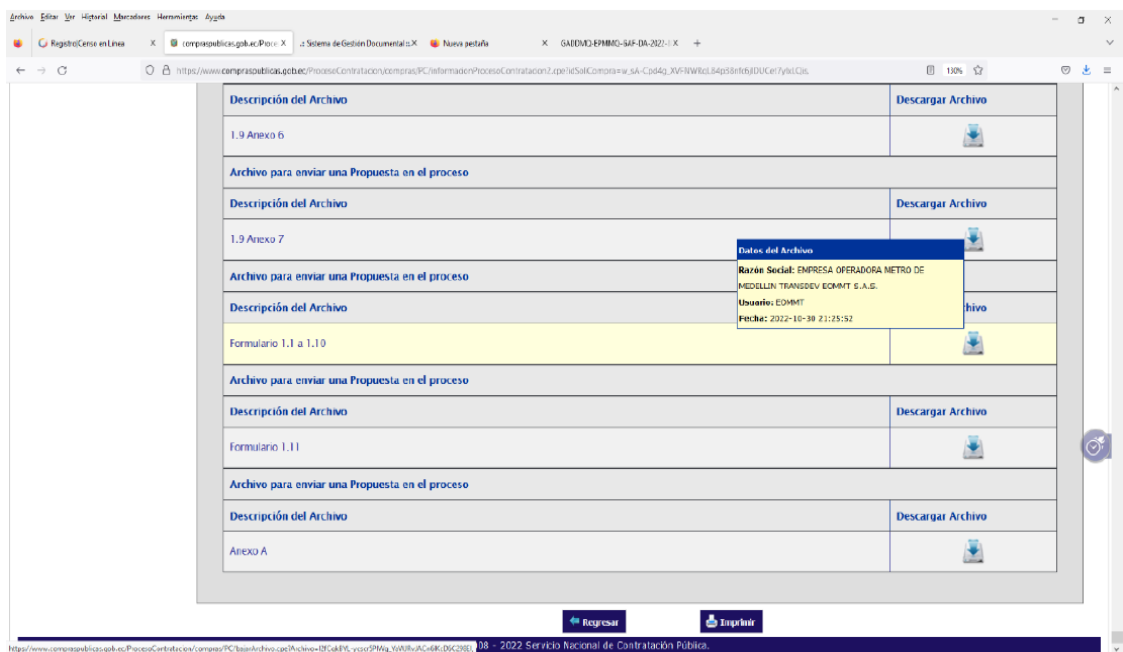 Archivo Editar Ver Historial Marcadores Herramientas Ayuda
Registro|Censo en Línea
compraspublicas.gob.ec/Proce
.: Sistema de Gestión Documental ::
Nueva pestaña
https://www.compraspublicas.gob.ec/ProcesoContratacion/compras/PC/informacionProcesoContratacion2.cpe?idSoliCompra=
130%
Descripción del Archivo Descargar Archivo
1.9 Anexo 6
Archivo para enviar una Propuesta en el proceso
Descripción del Archivo Descargar Archivo
1.9 Anexo 7
Datos del Archivo
Razón Social: EMPRESA OPERADORA METRO DE
MEDELLIN TRANSDEV EOMMT S.A.S.
Usuario: EOMMT
Fecha: 2022-10-30 21:25:52
Archivo para enviar una Propuesta en el proceso
Descripción del Archivo hivo
Formulario 1.1 a 1.10
Archivo para enviar una Propuesta en el proceso
Descripción del Archivo Descargar Archivo
Formulario 1.11
Archivo para enviar una Propuesta en el proceso
Descripción del Archivo Descargar Archivo
Anexo A
Regresar Imprimir
08 - 2022 Servicio Nacional de Contratación Pública.